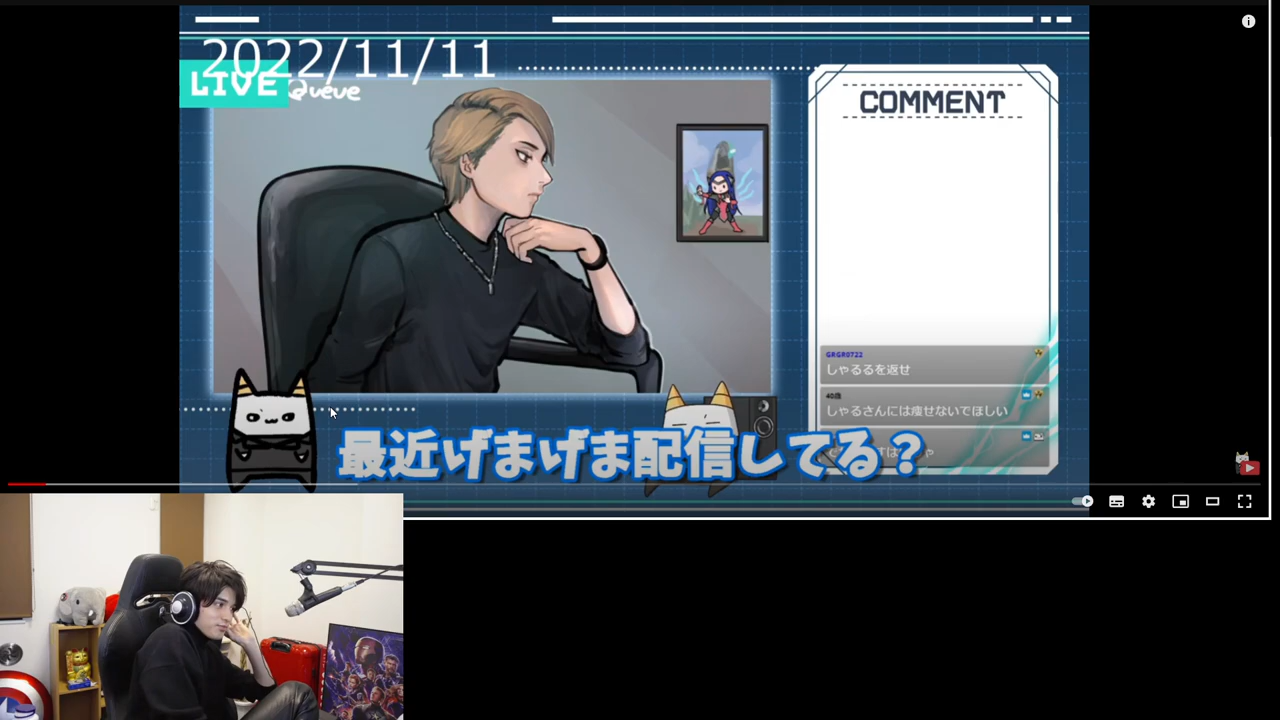 2022/11/11
LIVE
Queue
COMMENT
GRGR0722
しゃるるを返せ
しゃるさんには痩せないでほしい
最近げまげま配信してる？